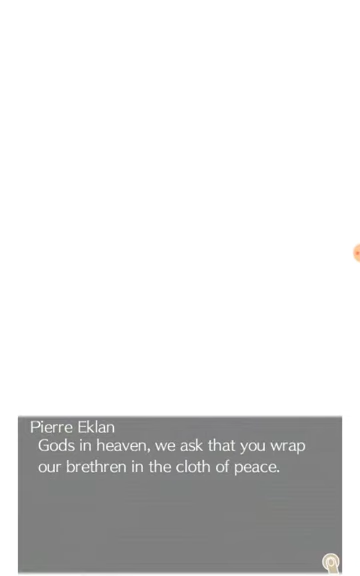 Pierre Eklan
Gods in heaven, we ask that you wrap
our brethren in the cloth of peace.